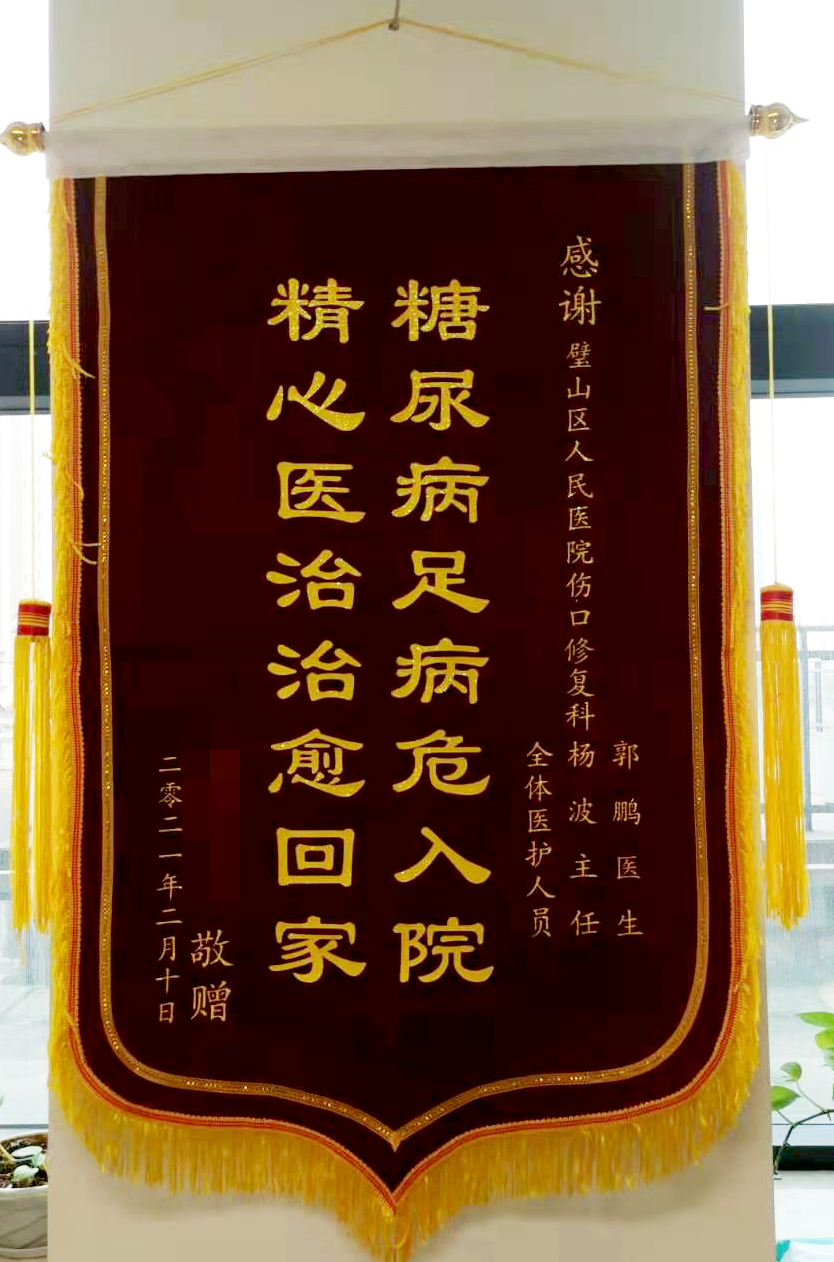 感谢璧山区人民医院伤口修复科
郭鹏医生
杨波主任
全体医护人员
糖尿病足病危入院
精心医治治愈回家
敬赠
二零二一年二月十日